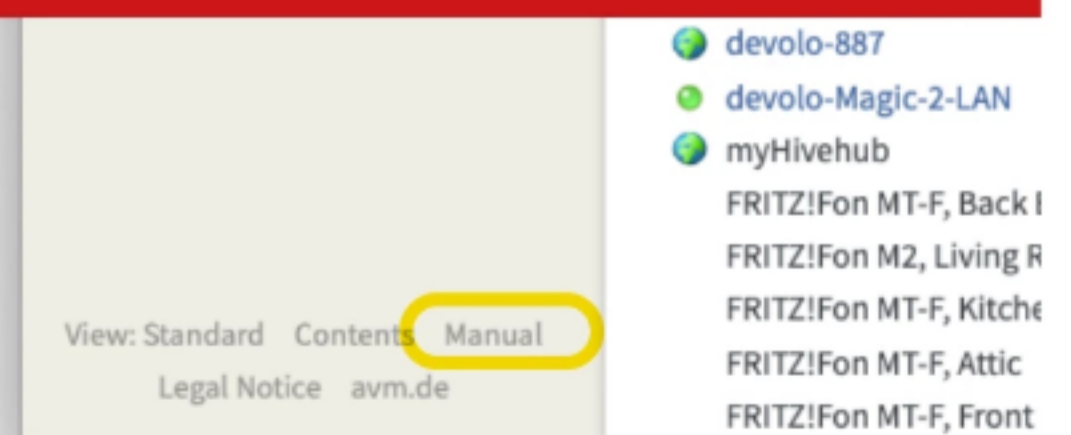 devolo-887
devolo-Magic-2-LAN
myHivehub
FRITZ!Fon MT-F, Back
FRITZ!Fon M2, Living
FRITZ!Fon MT-F, Kitche
FRITZ!Fon MT-F, Attic
FRITZ!Fon MT-F, Front
View: Standard Contents Manual
Legal Notice avm.de